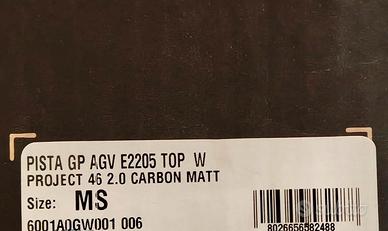 PISTA GP AGV E2205 TOP W
PROJECT 46 2.0 CARBON MATT
Size: MS
6001A0GW001 006
8026656582488